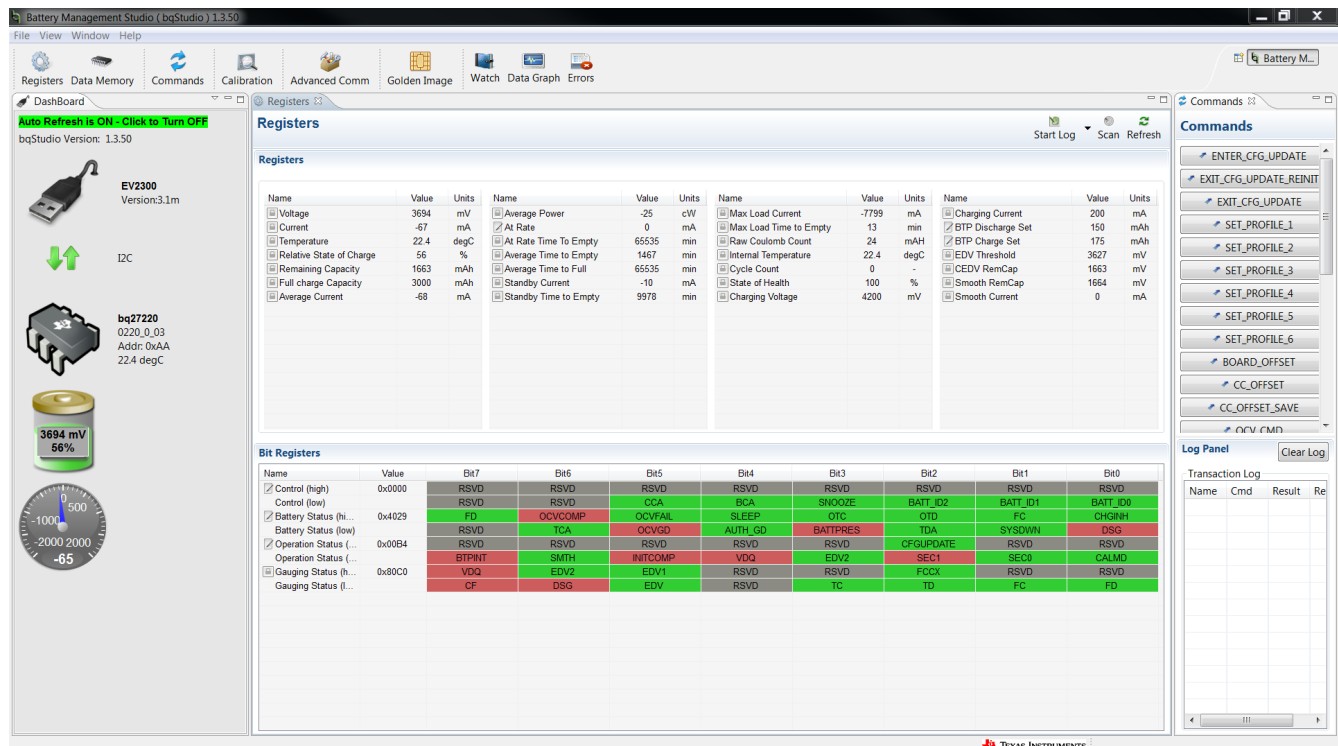 Battery Management Studio ( bqStudio ) 1.3.50
File View Window Help
Registers Data Memory Commands Calibration Advanced Comm Golden Image Watch Data Graph Errors
Battery M...
DashBoard
Auto Refresh is ON - Click to Turn OFF
bqStudio Version: 1.3.50
EV2300
Version:3.1m
I2C
bq27220
0220_0_03
Addr: 0xAA
22.4 degC
3694 mV
56%
0
500
-1000
-2000 2000
-65
Registers
Registers
Start Log Scan Refresh
Registers
Name Value Units Name Value Units Name Value Units Name Value Units
Voltage 3694 mV Average Power -25 cW Max Load Current -7799 mA Charging Current 200 mA
Current -67 mA At Rate 0 mA Max Load Time to Empty 13 min BTP Discharge Set 150 mAh
Temperature 22.4 degC At Rate Time To Empty 65535 min Raw Coulomb Count 24 mAH BTP Charge Set 175 mAh
Relative State of Charge 56 % Average Time to Empty 1467 min Internal Temperature 22.4 degC EDV Threshold 3627 mV
Remaining Capacity 1663 mAh Average Time to Full 65535 min Cycle Count 0 - CEDV RemCap 1663 mV
Full charge Capacity 3000 mAh Standby Current -10 mA State of Health 100 % Smooth RemCap 1664 mV
Average Current -68 mA Standby Time to Empty 9978 min Charging Voltage 4200 mV Smooth Current 0 mA
Bit Registers
Name Value Bit7 Bit6 Bit5 Bit4 Bit3 Bit2 Bit1 Bit0
Control (high) 0x0000 RSVD RSVD RSVD RSVD RSVD RSVD RSVD RSVD
Control (low) RSVD RSVD CCA BCA SNOOZE BATT_ID2 BATT_ID1 BATT_ID0
Battery Status (hi... 0x4029 FD OCVCOMP OCVFAIL SLEEP OTC OTD FC CHGINH
Battery Status (low) RSVD TCA OCVGD AUTH_GD BATTPRES TDA SYSDWN DSG
Operation Status (... 0x00B4 RSVD RSVD RSVD RSVD RSVD CFGUPDATE RSVD RSVD
Operation Status (... BTPINT SMTH INITCOMP VDQ EDV2 SEC1 SEC0 CALMD
Gauging Status (h... 0x80C0 VDQ EDV2 EDV1 RSVD RSVD FCCX RSVD RSVD
Gauging Status (l... CF DSG EDV RSVD TC TD FC FD
Commands
Commands
ENTER_CFG_UPDATE
EXIT_CFG_UPDATE_REINIT
EXIT_CFG_UPDATE
SET_PROFILE_1
SET_PROFILE_2
SET_PROFILE_3
SET_PROFILE_4
SET_PROFILE_5
SET_PROFILE_6
BOARD_OFFSET
CC_OFFSET
CC_OFFSET_SAVE
OCV_CMD
Log Panel
Clear Log
Transaction Log
Name Cmd Result Re
TEXAS INSTRUMENTS